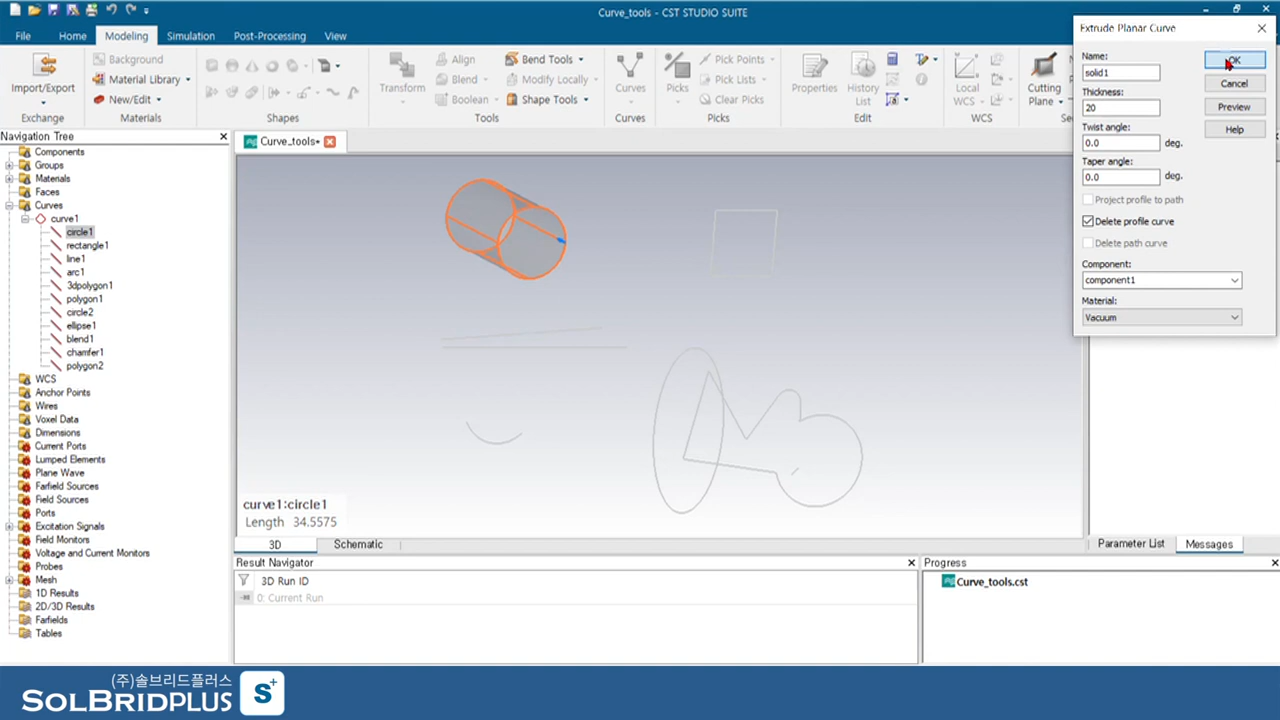 Curve_tools - CST STUDIO SUITE
File Home Modeling Simulation Post-Processing View
Import/Export
Exchange
Background
Material Library
New/Edit
Materials
Shapes
Transform
Align
Blend
Boolean
Bend Tools
Modify Locally
Shape Tools
Tools
Curves
Curves
Picks
Pick Points
Pick Lists
Clear Picks
Picks
Properties
History
List
Edit
Local
WCS
WCS
Cutting
Plane
Se
Extrude Planar Curve
Name:
solid1
Thickness:
20
Twist angle:
0.0 deg.
Taper angle:
0.0 deg.
Project profile to path
Delete profile curve
Delete path curve
Component:
component1
Material:
Vacuum
OK
Cancel
Preview
Help
Navigation Tree
Components
Groups
Materials
Faces
Curves
curve1
circle1
rectangle1
line1
arc1
3dpolygon1
polygon1
circle2
ellipse1
blend1
chamfer1
polygon2
WCS
Anchor Points
Wires
Voxel Data
Dimensions
Current Ports
Lumped Elements
Plane Wave
Farfield Sources
Field Sources
Ports
Excitation Signals
Field Monitors
Voltage and Current Monitors
Probes
Mesh
1D Results
2D/3D Results
Farfields
Tables
Curve_tools*
curve1:circle1
Length 34.5575
3D Schematic
Parameter List Messages
Result Navigator
3D Run ID
0: Current Run
Progress
Curve_tools.cst
(주)솔브리드플러스
SOLBRIDPLUS
S+